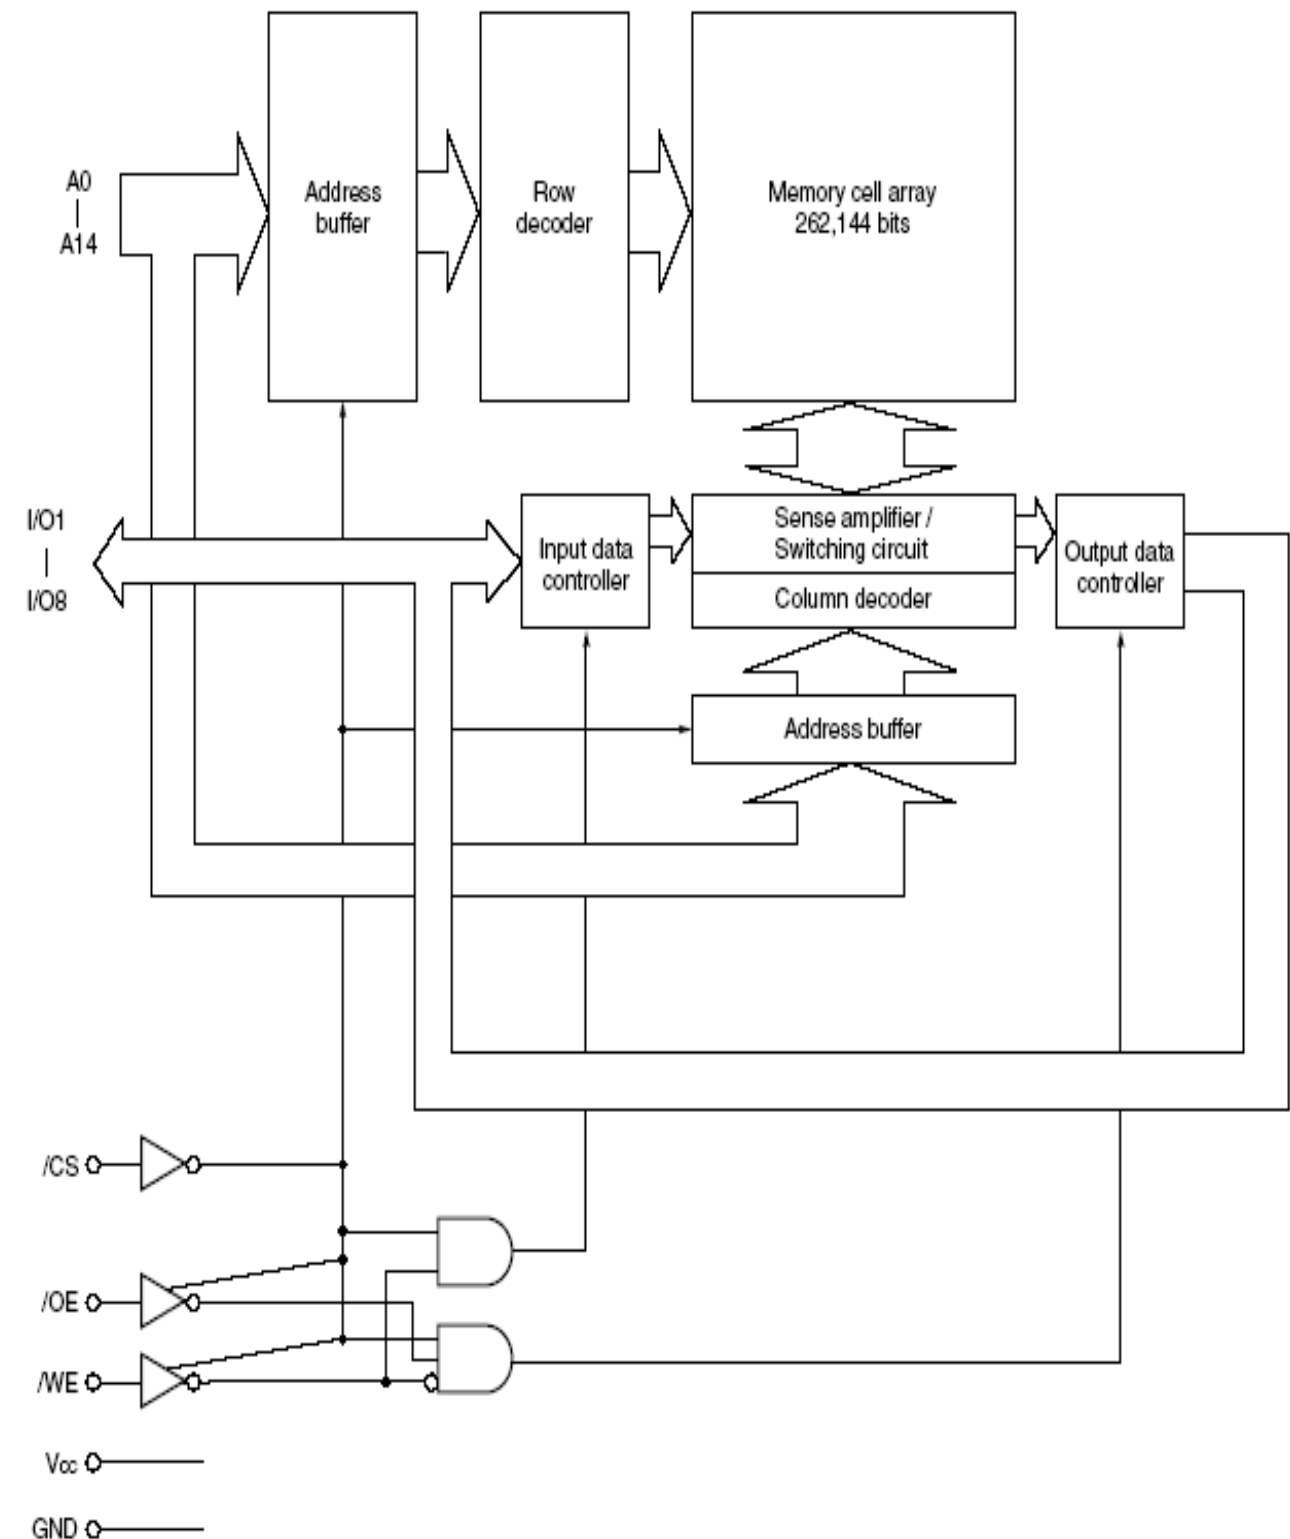 A0
A14
Address
buffer
Row
decoder
Memory cell array
262,144 bits
I/O1
I/O8
Input data
controller
Sense amplifier /
Switching circuit
Column decoder
Output data
controller
Address buffer
/CS
/OE
/WE
Vcc
GND